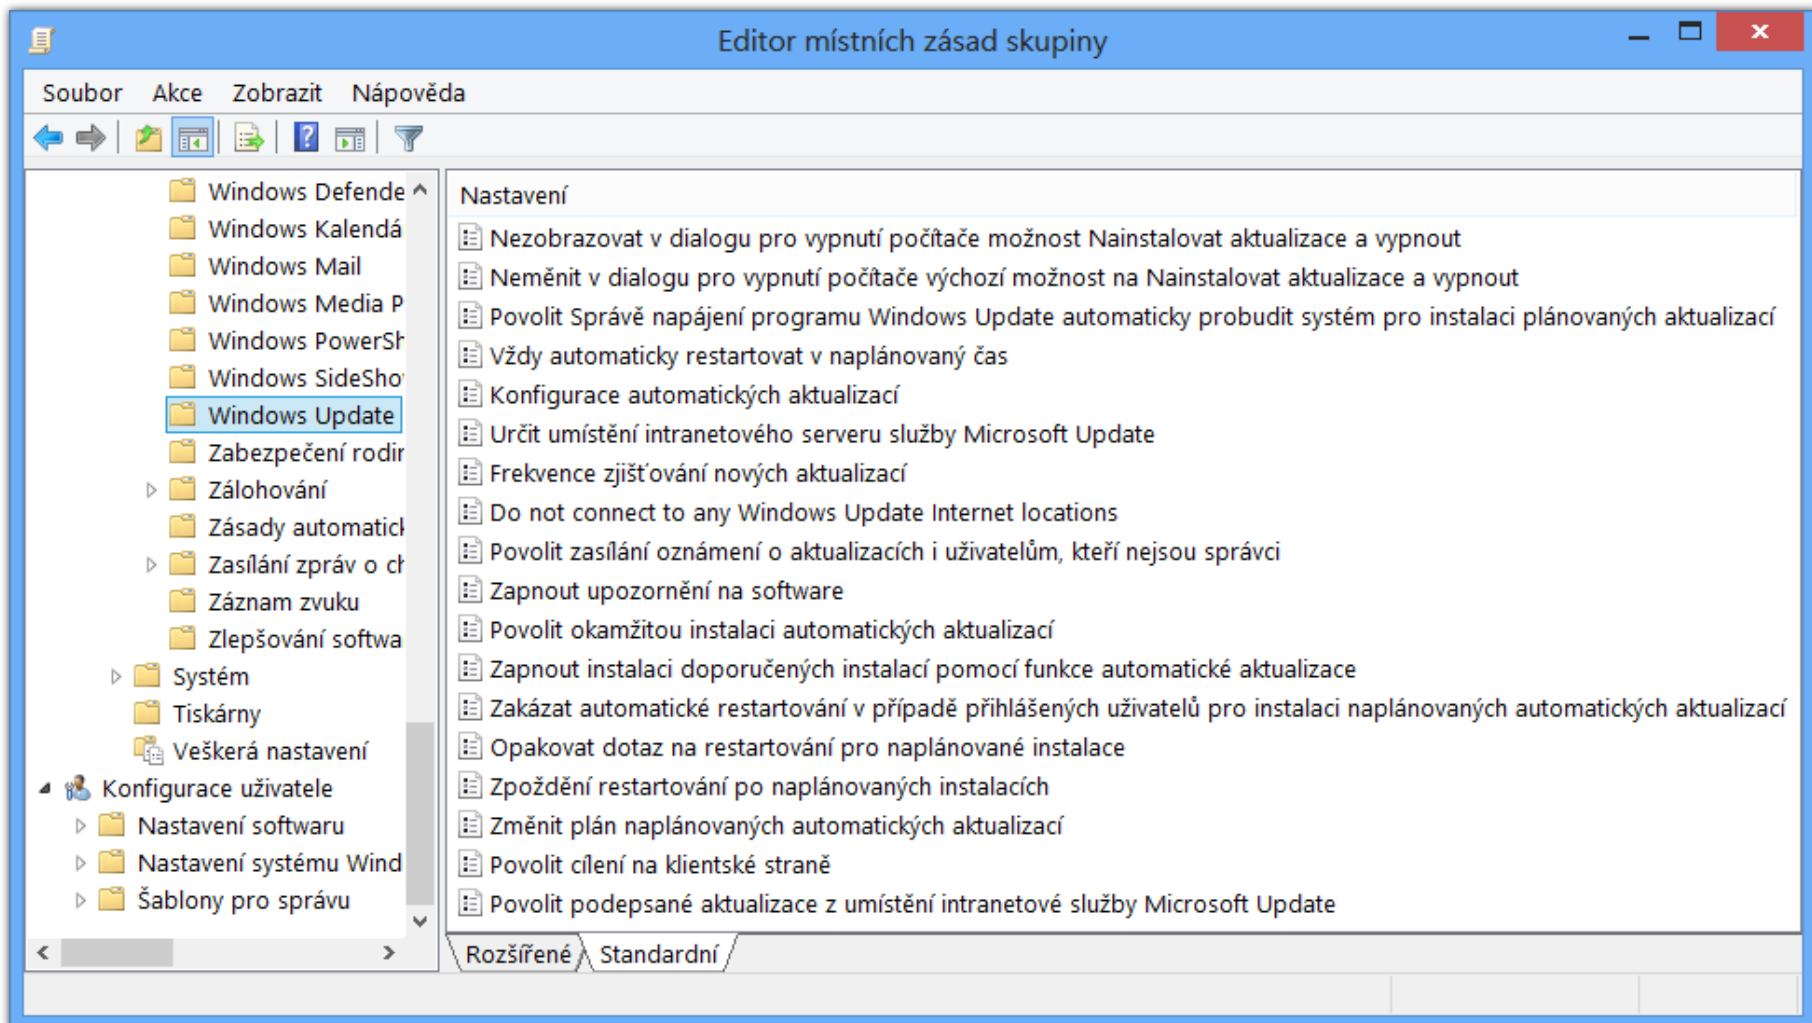 Editor místních zásad skupiny
Soubor Akce Zobrazit Nápověda
Windows Defende
Windows Kalendá
Windows Mail
Windows Media P
Windows PowerSh
Windows SideSho
Windows Update
Zabezpečení rodin
Zálohování
Zásady automatick
Zasílání zpráv o ch
Záznam zvuku
Zlepšování softwa
Systém
Tiskárny
Veškerá nastavení
Konfigurace uživatele
Nastavení softwaru
Nastavení systému Wind
Šablony pro správu
Nastavení
Nezobrazovat v dialogu pro vypnutí počítače možnost Nainstalovat aktualizace a vypnout
Neměnit v dialogu pro vypnutí počítače výchozí možnost na Nainstalovat aktualizace a vypnout
Povolit Správě napájení programu Windows Update automaticky probudit systém pro instalaci plánovaných aktualizací
Vždy automaticky restartovat v naplánovaný čas
Konfigurace automatických aktualizací
Určit umístění intranetového serveru služby Microsoft Update
Frekvence zjišťování nových aktualizací
Do not connect to any Windows Update Internet locations
Povolit zasílání oznámení o aktualizacích i uživatelům, kteří nejsou správci
Zapnout upozornění na software
Povolit okamžitou instalaci automatických aktualizací
Zapnout instalaci doporučených instalací pomocí funkce automatické aktualizace
Zakázat automatické restartování v případě přihlášených uživatelů pro instalaci naplánovaných automatických aktualizací
Opakovat dotaz na restartování pro naplánované instalace
Zpoždění restartování po naplánovaných instalacích
Změnit plán naplánovaných automatických aktualizací
Povolit cílení na klientské straně
Povolit podepsané aktualizace z umístění intranetové služby Microsoft Update
Rozšířené Standardní